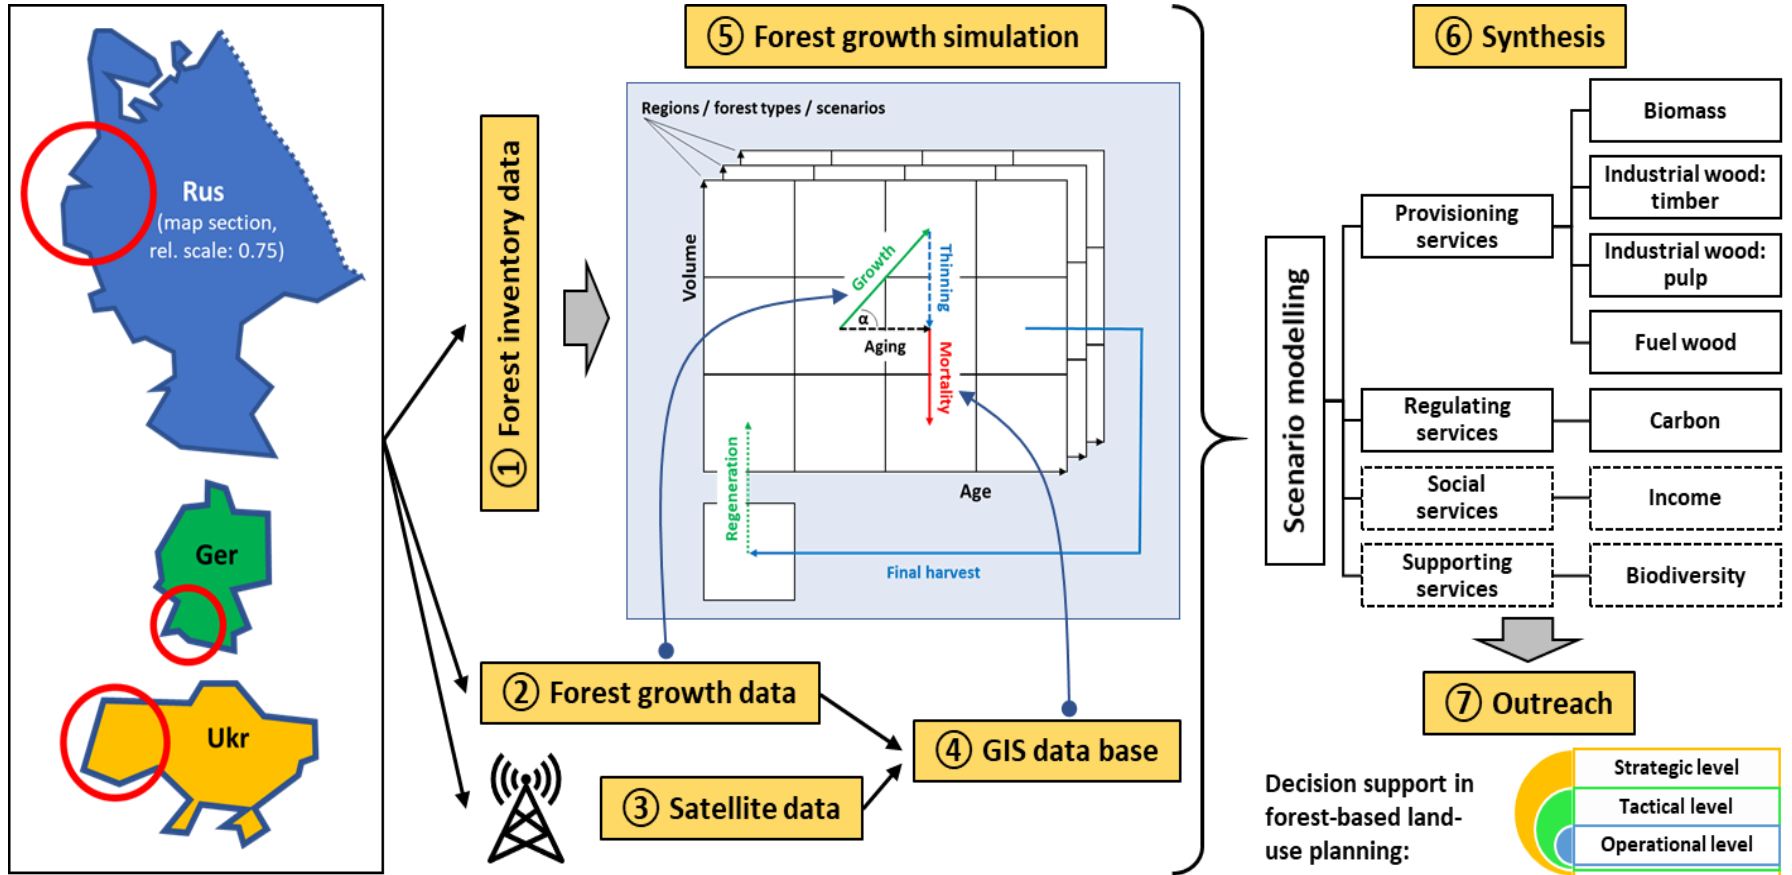 Rus
(map section,
rel. scale: 0.75)
Ger
Ukr
① Forest inventory data
② Forest growth data
③ Satellite data
④ GIS data base
⑤ Forest growth simulation
Regions / forest types / scenarios
Volume
Growth
Thinning
α
Aging
Mortality
Regeneration
Age
Final harvest
⑥ Synthesis
Scenario modelling
Provisioning
services
Biomass
Industrial wood:
timber
Industrial wood:
pulp
Fuel wood
Regulating
services
Carbon
Social
services
Income
Supporting
services
Biodiversity
⑦ Outreach
Decision support in
forest-based land-
use planning:
Strategic level
Tactical level
Operational level